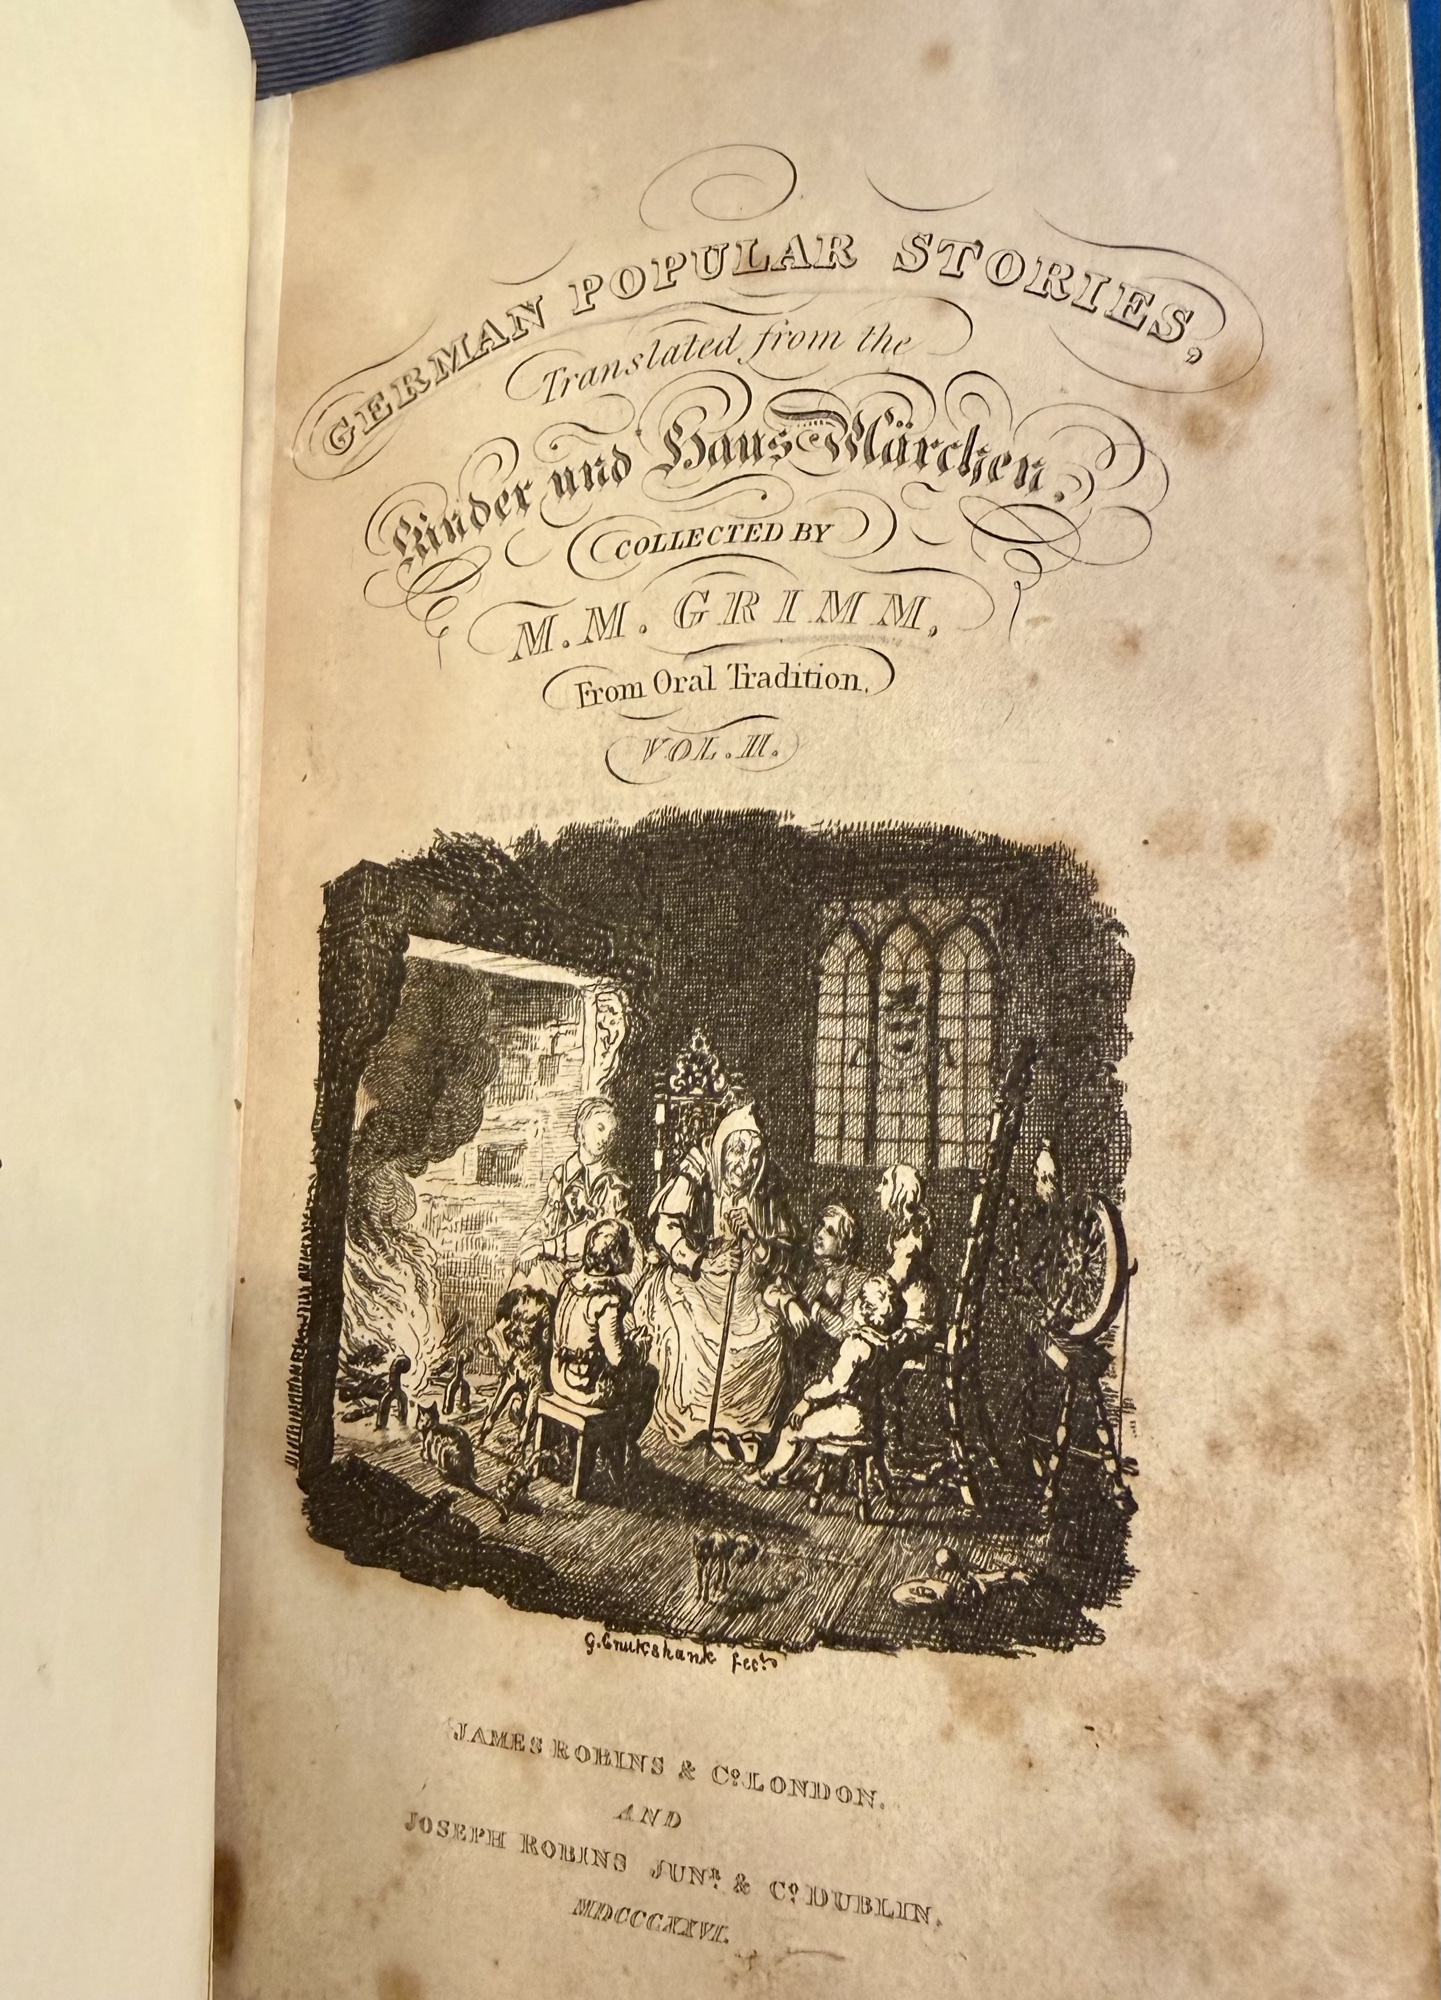 GERMAN POPULAR STORIES,
Translated from the
Kinder und Haus Märchen,
COLLECTED BY
M. M. GRIMM,
From Oral Tradition.
VOL. II.
G. Cruikshank fect.
JAMES ROBINS & Co. LONDON.
AND
JOSEPH ROBINS JUNr. & Co. DUBLIN.
MDCCCXXVI.